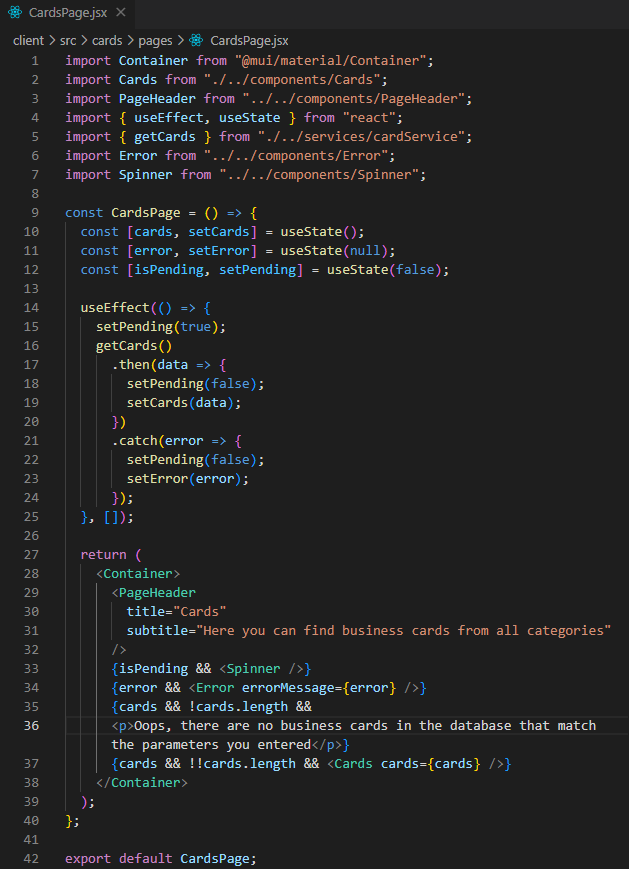 CardsPage.jsx ×
client > src > cards > pages > CardsPage.jsx
1 import Container from "@mui/material/Container";
2 import Cards from "./../components/Cards";
3 import PageHeader from "../../components/PageHeader";
4 import { useEffect, useState } from "react";
5 import { getCards } from "./../services/cardService";
6 import Error from "../../components/Error";
7 import Spinner from "../../components/Spinner";
8
9 const CardsPage = () => {
10   const [cards, setCards] = useState();
11   const [error, setError] = useState(null);
12   const [isPending, setPending] = useState(false);
13
14   useEffect(() => {
15     setPending(true);
16     getCards()
17       .then(data => {
18         setPending(false);
19         setCards(data);
20       })
21       .catch(error => {
22         setPending(false);
23         setError(error);
24       });
25   }, []);
26
27   return (
28     <Container>
29       <PageHeader
30         title="Cards"
31         subtitle="Here you can find business cards from all categories"
32       />
33       {isPending && <Spinner />}
34       {error && <Error errorMessage={error} />}
35       {cards && !cards.length &&
36       <p>Oops, there are no business cards in the database that match
      the parameters you entered</p>}
37       {cards && !!cards.length && <Cards cards={cards} />}
38     </Container>
39   );
40 };
41
42 export default CardsPage;